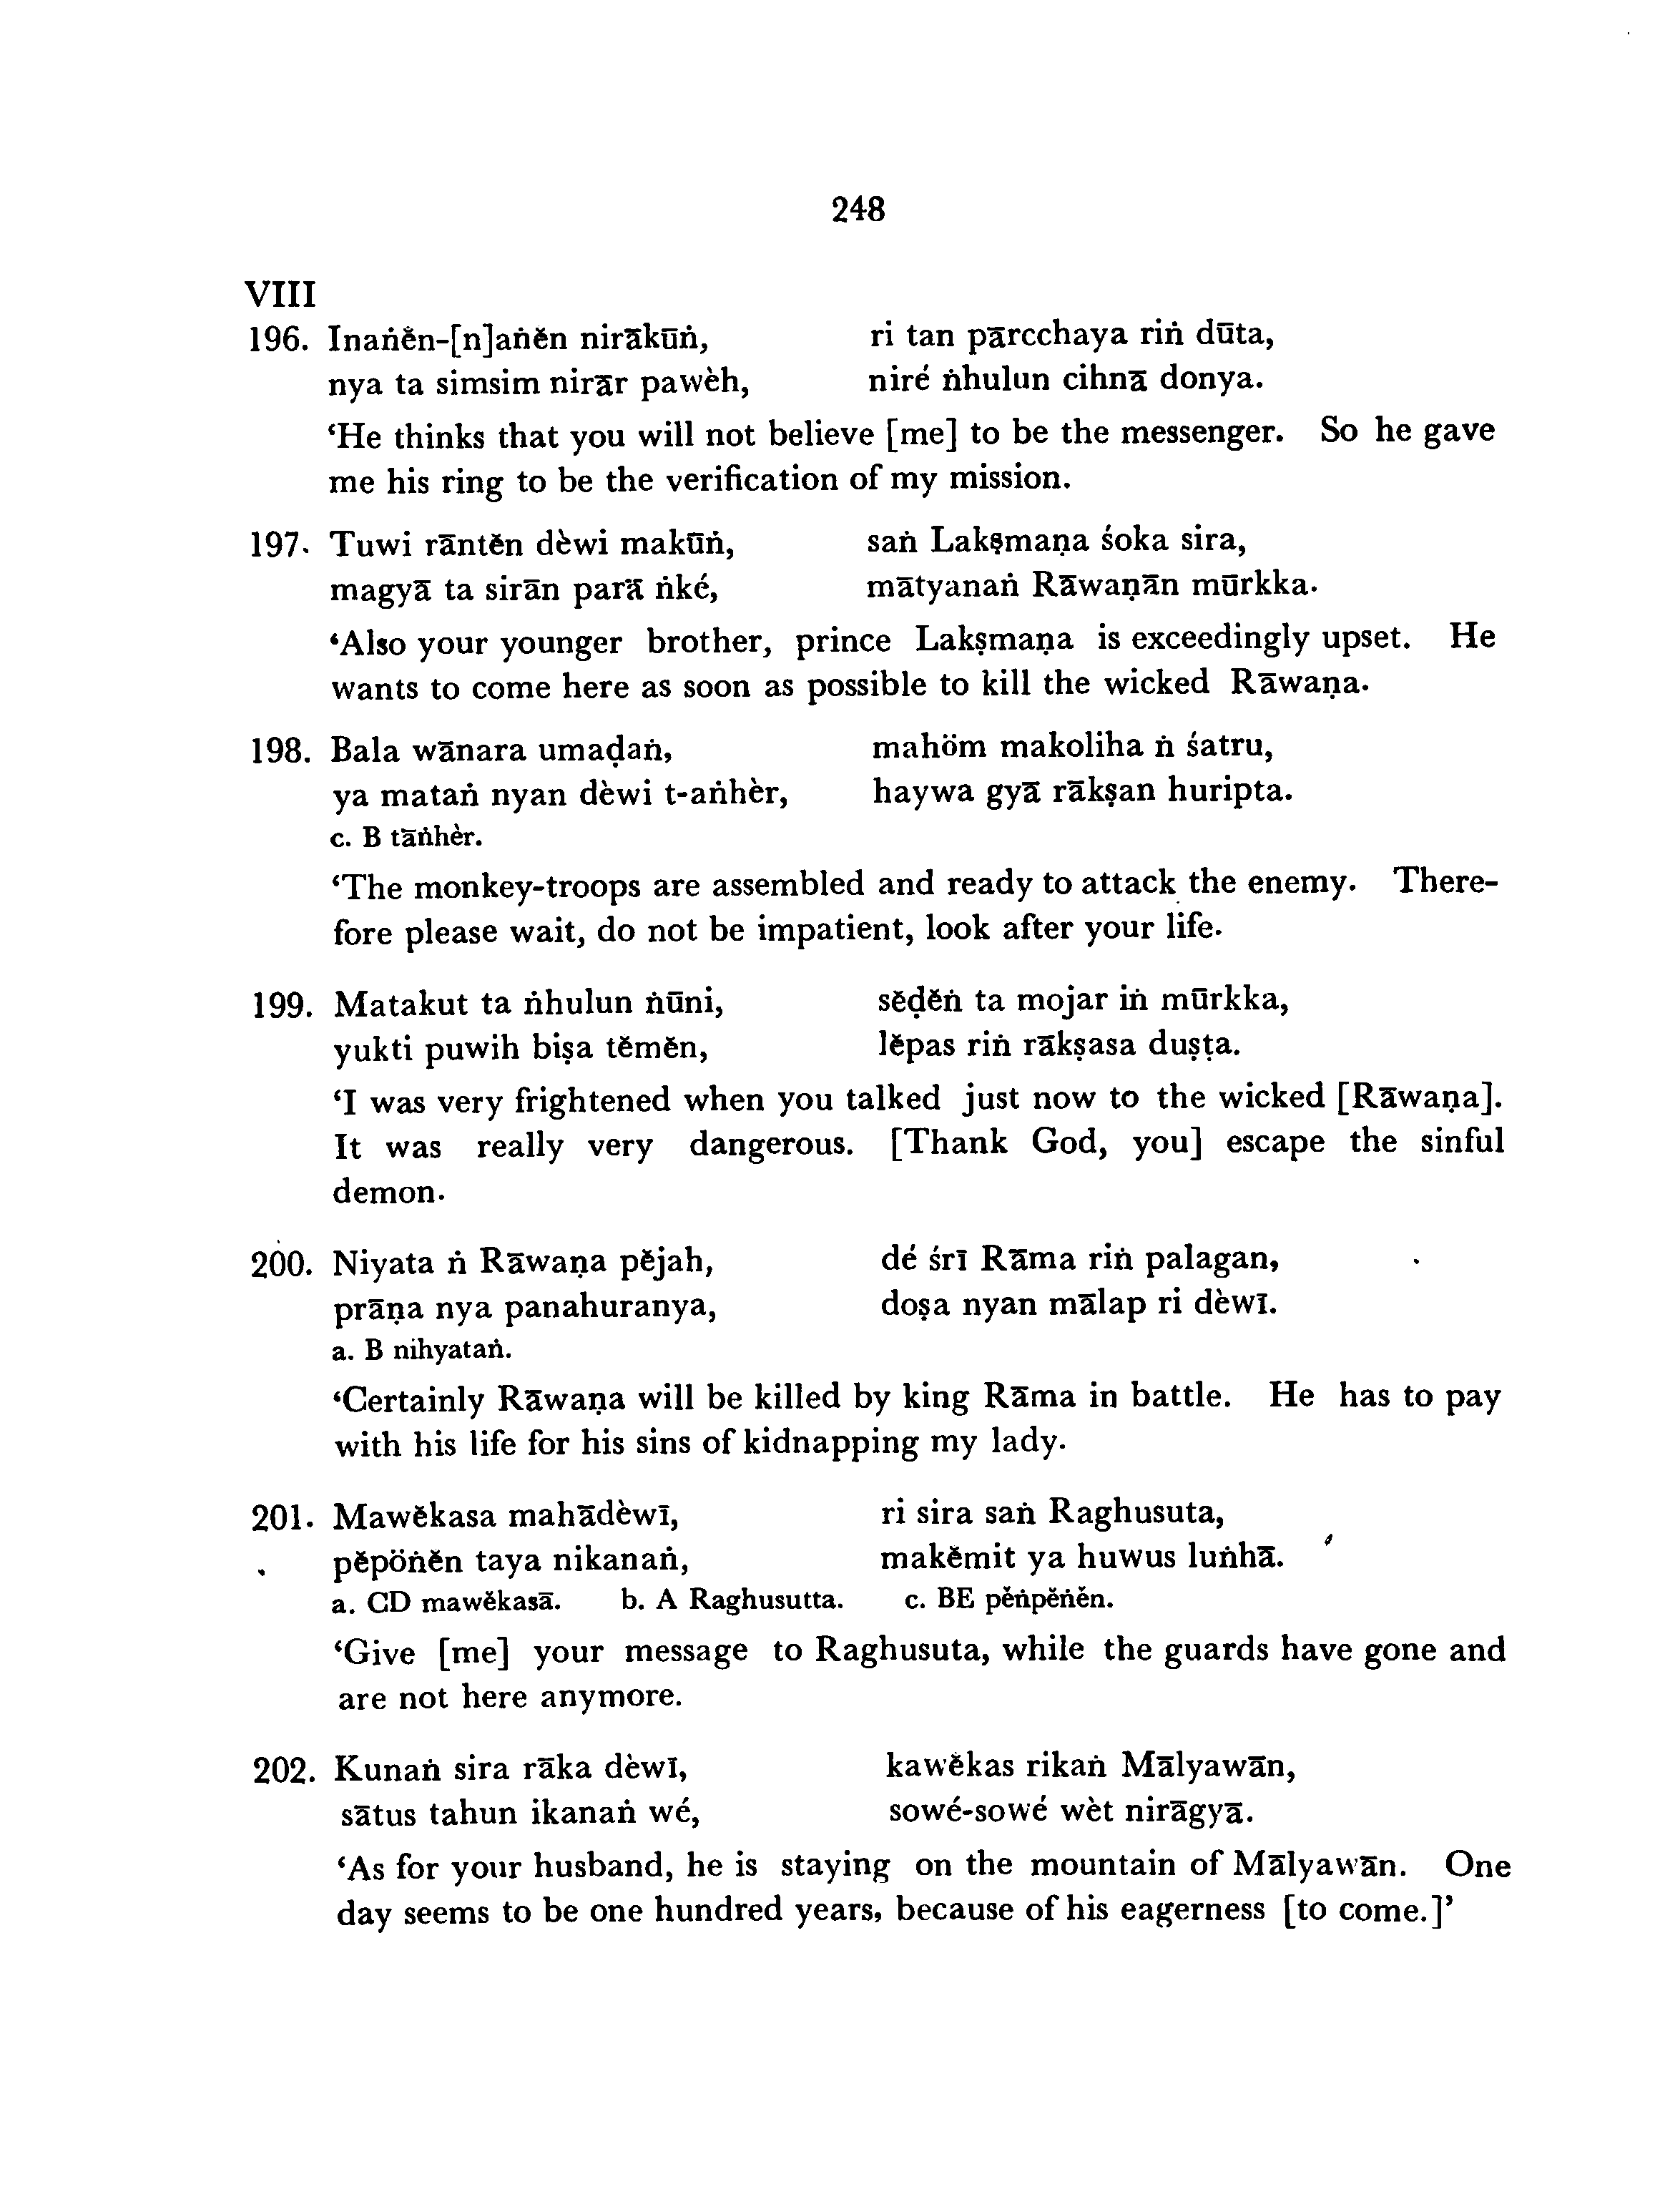 248
VIII
196. Inaṅĕn-[n]aṅĕn nirākūṅ, ri tan pārcchaya riṅ dūta,
nya ta simsim nirār pawèh, niré ṅhulun cihnā donya.
‘He thinks that you will not believe [me] to be the messenger. So he gave
me his ring to be the verification of my mission.
197. Tuwi rāntĕn dèwi makūṅ, saṅ Lakṣmaṇa śoka sira,
magyā ta sirān parā ṅké, mātyanaṅ Rāwaṇān mūrkka.
‘Also your younger brother, prince Lakṣmaṇa is exceedingly upset. He
wants to come here as soon as possible to kill the wicked Rāwaṇa.
198. Bala wānara umaḍaṅ, mahöm makoliha ṅ śatru,
ya mataṅ nyan dèwi t-aṅhèr, haywa gyā rākṣan huripta.
c. B tāṅhèr.
‘The monkey-troops are assembled and ready to attack the enemy. There-
fore please wait, do not be impatient, look after your life.
199. Matakut ta ṅhulun ṅūni, sĕḍĕṅ ta mojar iṅ mūrkka,
yukti puwih biṣa tĕmĕn, lĕpas riṅ rākṣasa duṣṭa.
‘I was very frightened when you talked just now to the wicked [Rāwaṇa].
It was really very dangerous. [Thank God, you] escape the sinful
demon.
200. Niyata ṅ Rāwaṇa pĕjah, dé śrī Rāma riṅ palagan,
prāṇa nya panahuranya, doṣa nyan mālap ri dèwī.
a. B nihyataṅ.
‘Certainly Rāwaṇa will be killed by king Rāma in battle. He has to pay
with his life for his sins of kidnapping my lady.
201. Mawĕkasa mahādèwī, ri sira saṅ Raghusuta,
pĕpöṅĕn taya nikanaṅ, makĕmit ya huwus luṅhā.
a. CD mawĕkasā. b. A Raghusutta. c. BE pĕṅpĕṅĕn.
‘Give [me] your message to Raghusuta, while the guards have gone and
are not here anymore.
202. Kunaṅ sira rāka dèwī, kawĕkas rikaṅ Mālyawān,
sātus tahun ikanaṅ wé, sowé-sowé wèt nirāgyā.
‘As for your husband, he is staying on the mountain of Mālyawān. One
day seems to be one hundred years, because of his eagerness [to come.]’